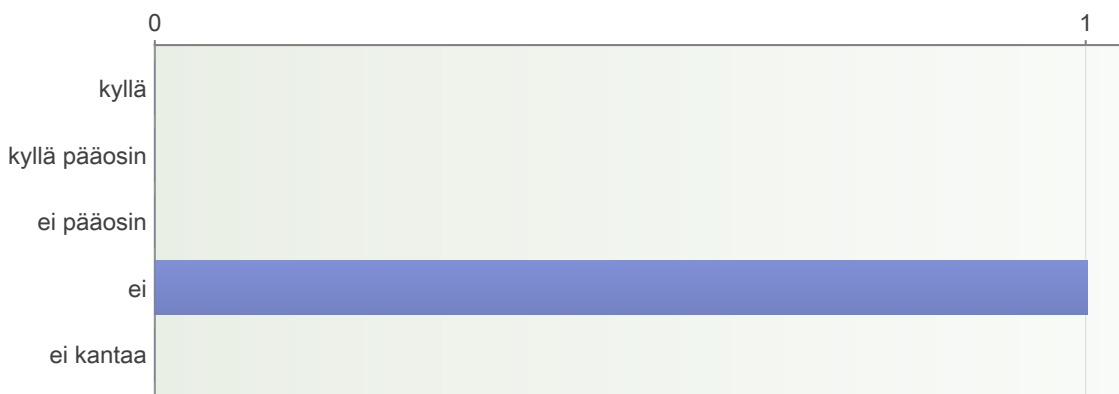 0 1
kyllä
kyllä pääosin
ei pääosin
ei
ei kantaa